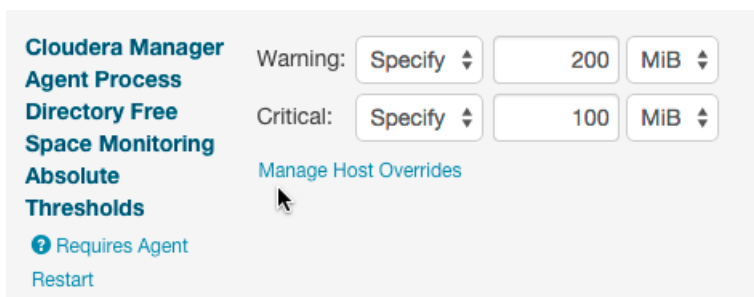 Cloudera Manager
Agent Process
Directory Free
Space Monitoring
Absolute
Thresholds
Requires Agent
Restart
Warning: Specify 200 MiB
Critical: Specify 100 MiB
Manage Host Overrides